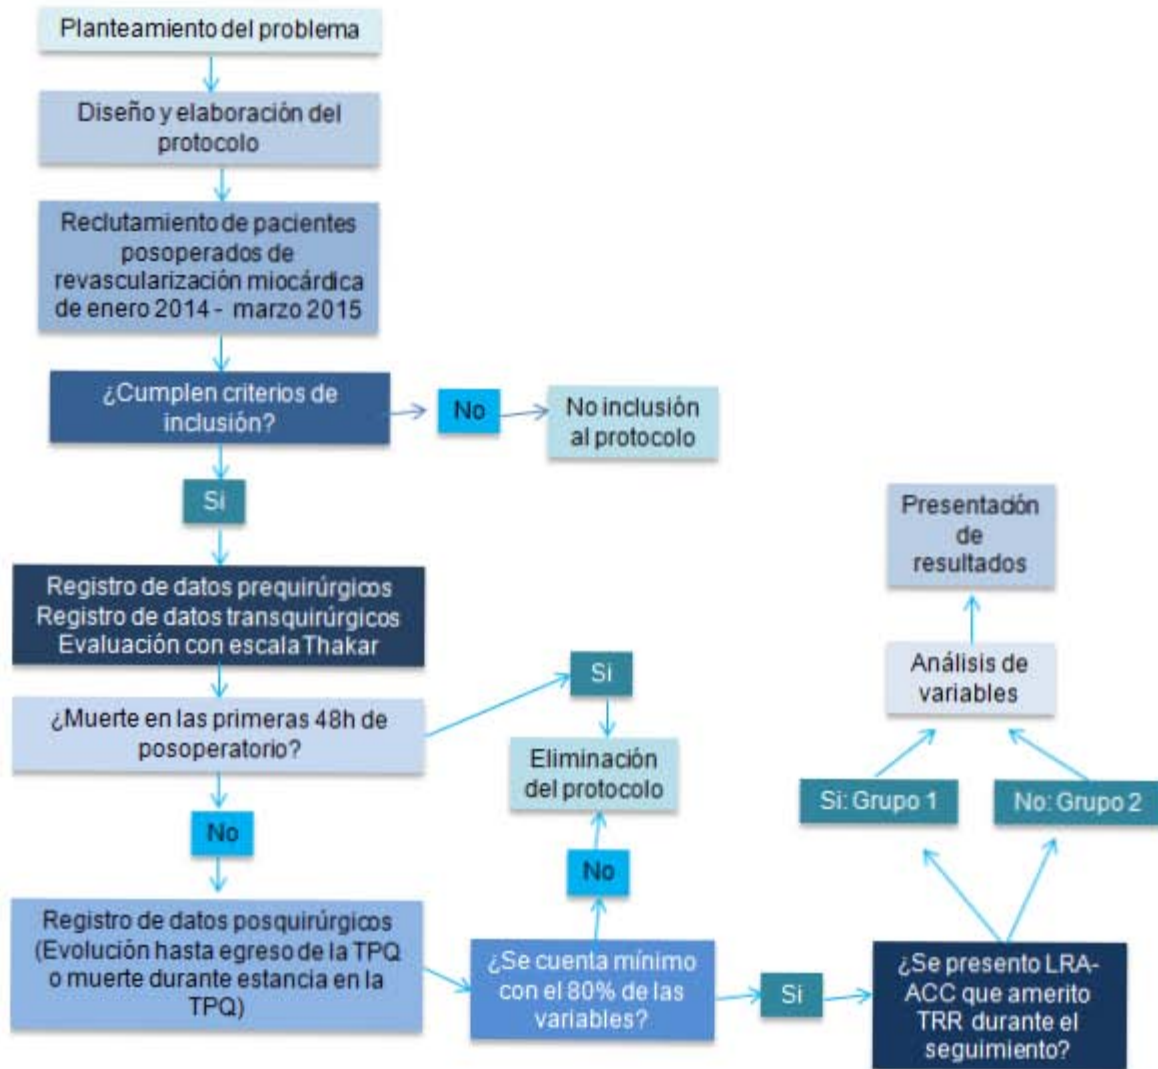 Planteamiento del problema
Diseño y elaboración del
protocolo
Reclutamiento de pacientes
posoperados de
revascularización miocárdica
de enero 2014 - marzo 2015
¿Cumplen criterios de
inclusión?
No
No inclusión
al protocolo
Si
Registro de datos prequirúrgicos
Registro de datos transquirúrgicos
Evaluación con escala Thakar
¿Muerte en las primeras 48h de
posoperatorio?
Si
Eliminación
del protocolo
No
No
Registro de datos posquirúrgicos
(Evolución hasta egreso de la TPQ
o muerte durante estancia en la
TPQ)
¿Se cuenta mínimo
con el 80% de las
variables?
Si
¿Se presento LRA-
ACC que amerito
TRR durante el
seguimiento?
Si: Grupo 1
No: Grupo 2
Análisis de
variables
Presentación
de
resultados